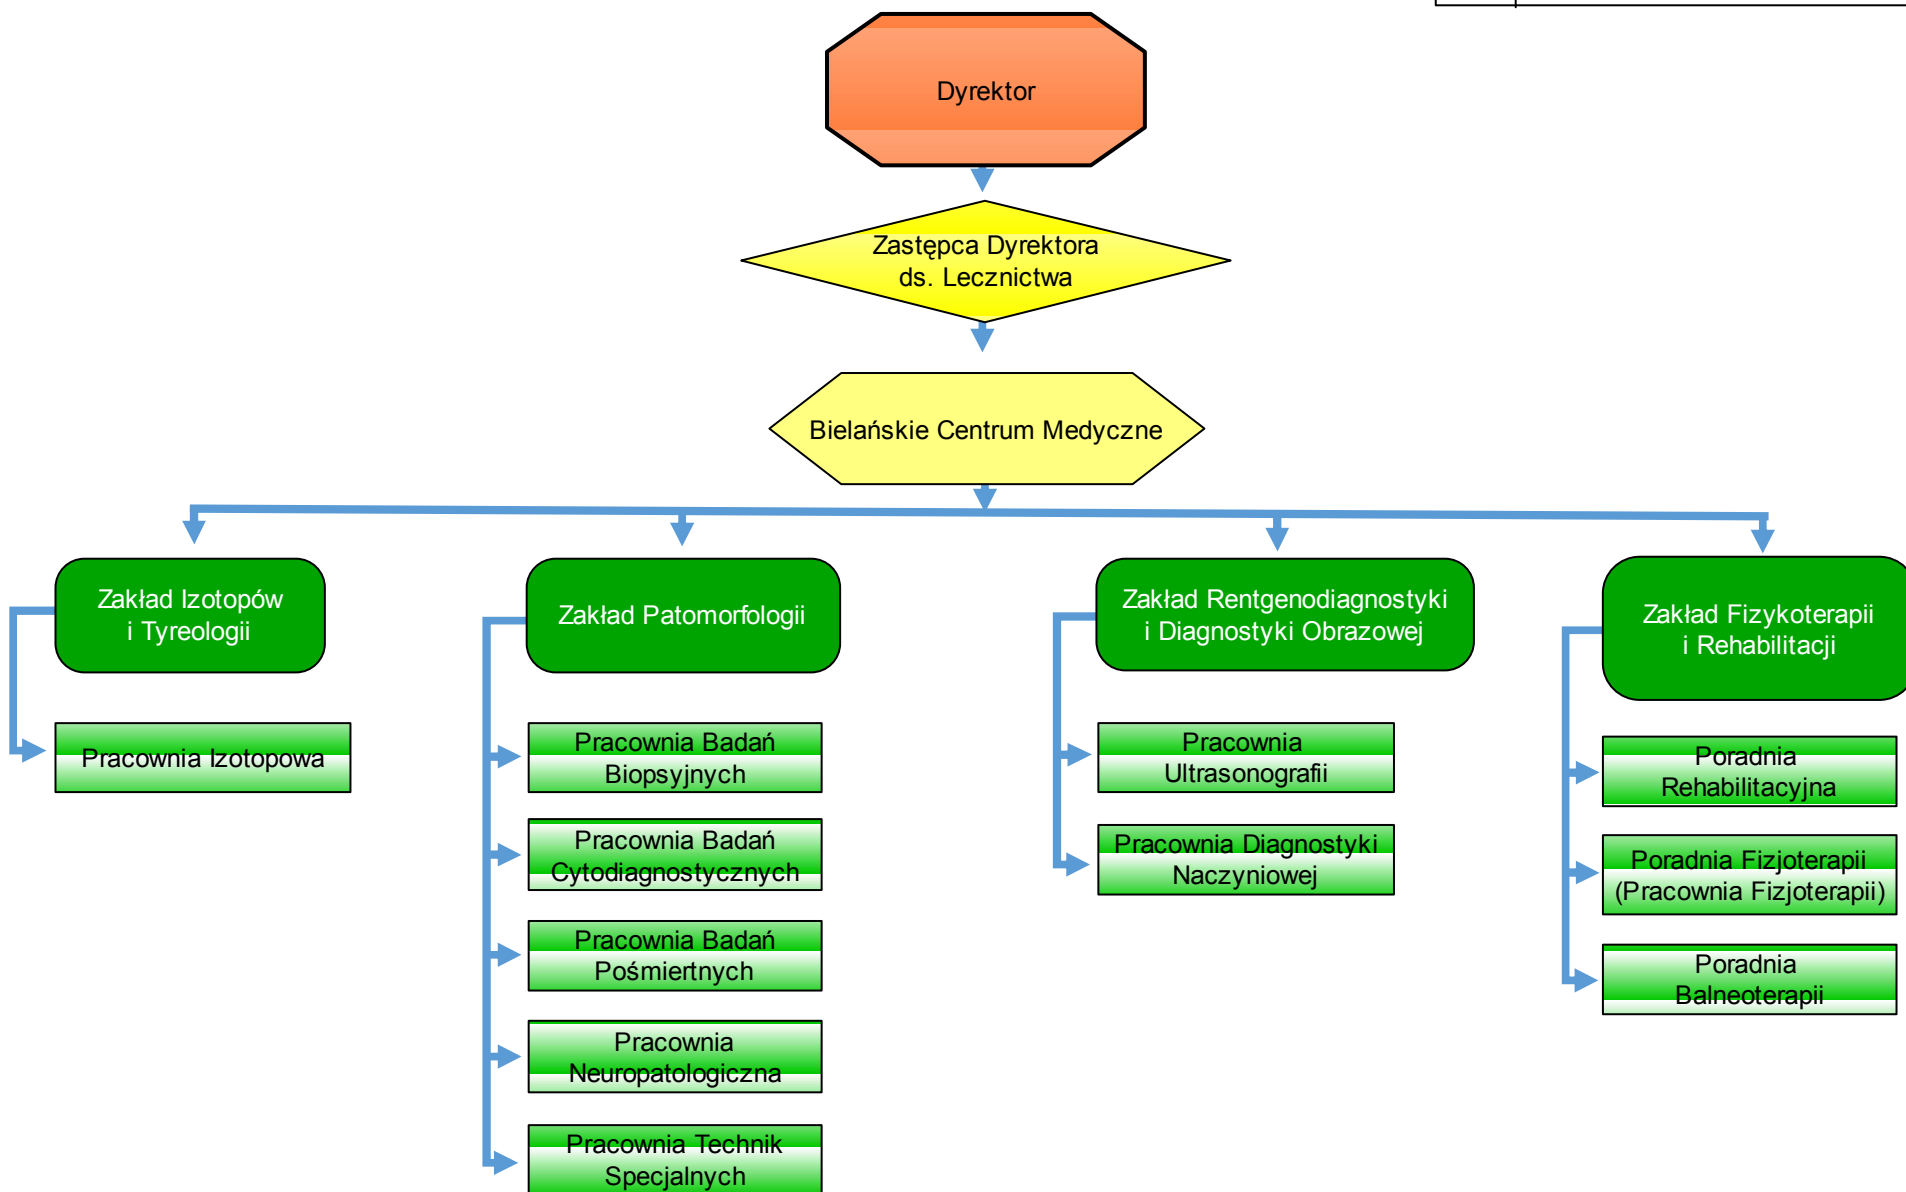 Dyrektor
Zastępca Dyrektora
ds. Lecznictwa
Bielańskie Centrum Medyczne
Zakład Izotopów
i Tyreologii
Pracownia Izotopowa
Zakład Patomorfologii
Pracownia Badań
Biopsyjnych
Pracownia Badań
Cytodiagnostycznych
Pracownia Badań
Pośmiertnych
Pracownia
Neuropatologiczna
Pracownia Technik
Specjalnych
Zakład Rentgenodiagnostyki
i Diagnostyki Obrazowej
Pracownia
Ultrasonografii
Pracownia Diagnostyki
Naczyniowej
Zakład Fizykoterapii
i Rehabilitacji
Poradnia
Rehabilitacyjna
Poradnia Fizjoterapii
(Pracownia Fizjoterapii)
Poradnia
Balneoterapii